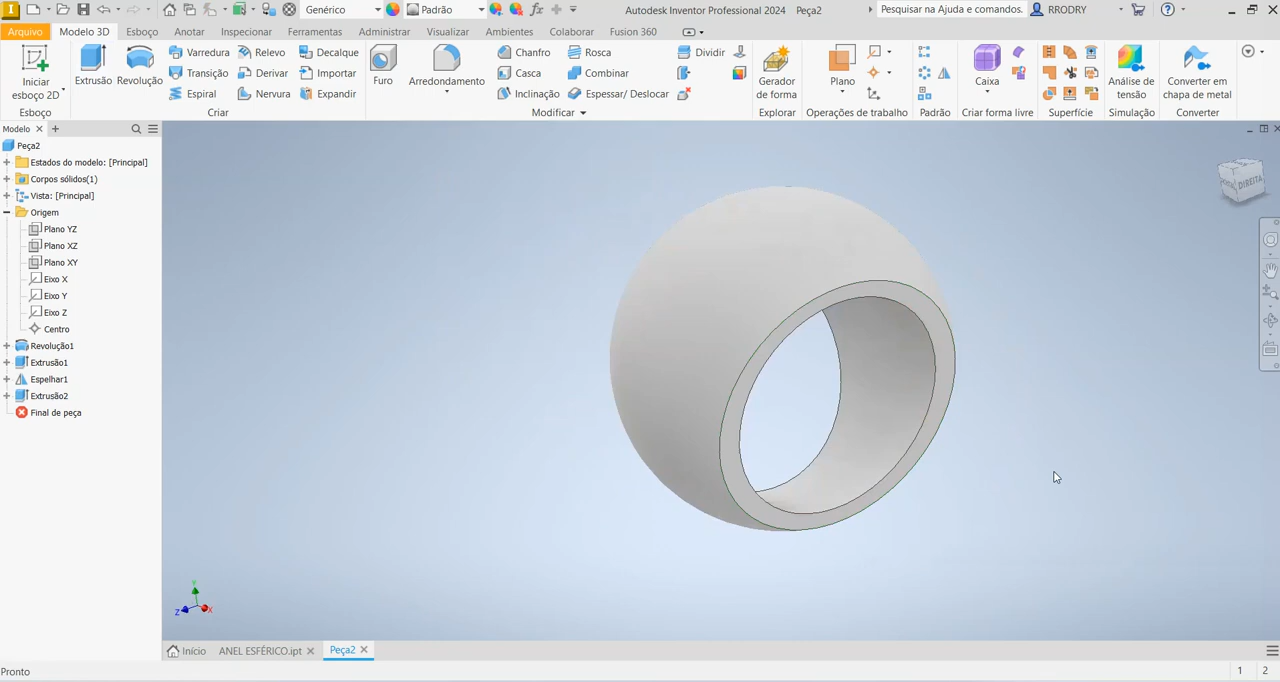 Genérico
Padrão
Autodesk Inventor Professional 2024 Peça2
Pesquisar na Ajuda e comandos.
RRODRY
Arquivo
Modelo 3D
Esboço
Anotar
Inspecionar
Ferramentas
Administrar
Visualizar
Ambientes
Colaborar
Fusion 360
Iniciar
esboço 2D
Esboço
Extrusão
Revolução
Varredura
Transição
Espiral
Relevo
Derivar
Nervura
Decalque
Importar
Expandir
Criar
Furo
Arredondamento
Chanfro
Casca
Inclinação
Rosca
Combinar
Espessar/ Deslocar
Dividir
Modificar
Gerador
de forma
Explorar
Plano
Operações de trabalho
Padrão
Caixa
Criar forma livre
Superfície
Análise de
tensão
Simulação
Converter em
chapa de metal
Converter
Modelo
Peça2
Estados do modelo: [Principal]
Corpos sólidos(1)
Vista: [Principal]
Origem
Plano YZ
Plano XZ
Plano XY
Eixo X
Eixo Y
Eixo Z
Centro
Revolução1
Extrusão1
Espelhar1
Extrusão2
Final de peça
DIREITA
Y
Z
X
Início
ANEL ESFÉRICO.ipt
Peça2
Pronto
1
2